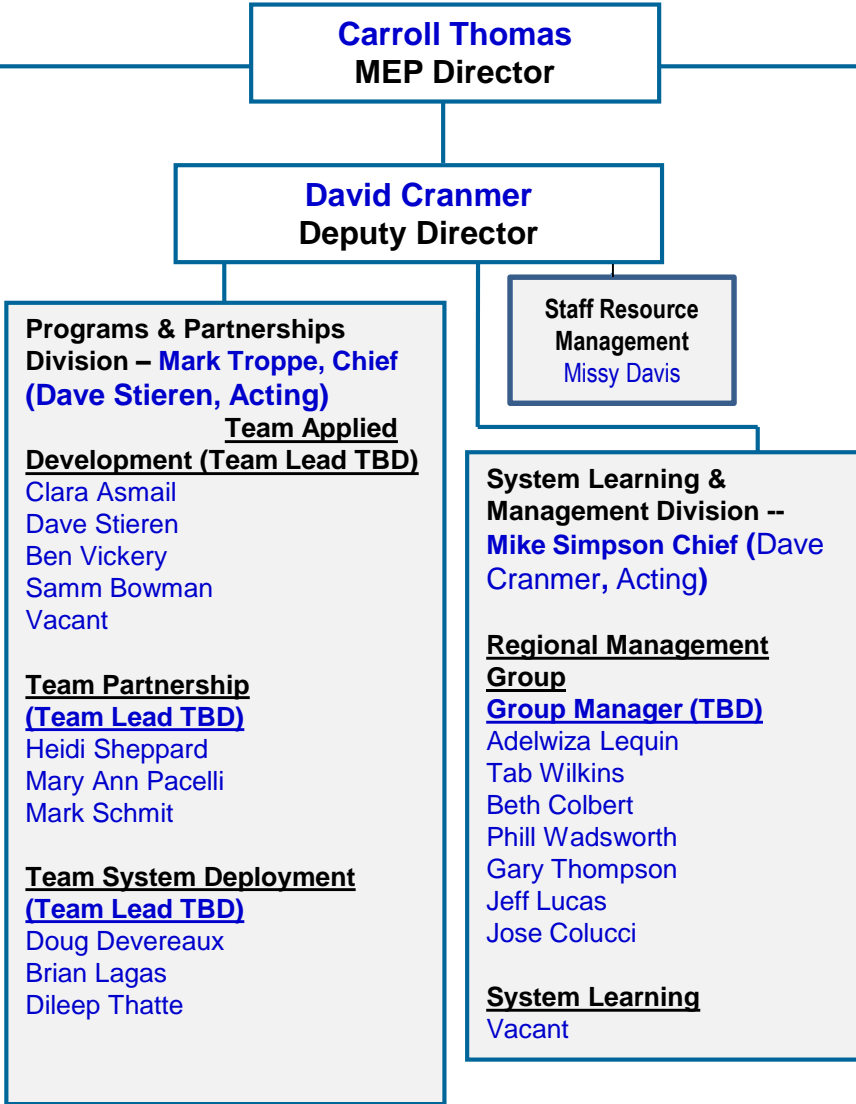 Carroll Thomas
MEP Director
David Cranmer
Deputy Director
Staff Resource
Management
Missy Davis
Programs & Partnerships
Division – Mark Troppe, Chief
(Dave Stieren, Acting)
Team Applied
Development (Team Lead TBD)
Clara Asmail
Dave Stieren
Ben Vickery
Samm Bowman
Vacant
Team Partnership
(Team Lead TBD)
Heidi Sheppard
Mary Ann Pacelli
Mark Schmit
Team System Deployment
(Team Lead TBD)
Doug Devereaux
Brian Lagas
Dileep Thatte
System Learning &
Management Division --
Mike Simpson Chief (Dave
Cranmer, Acting)
Regional Management
Group
Group Manager (TBD)
Adelwiza Lequin
Tab Wilkins
Beth Colbert
Phill Wadsworth
Gary Thompson
Jeff Lucas
Jose Colucci
System Learning
Vacant